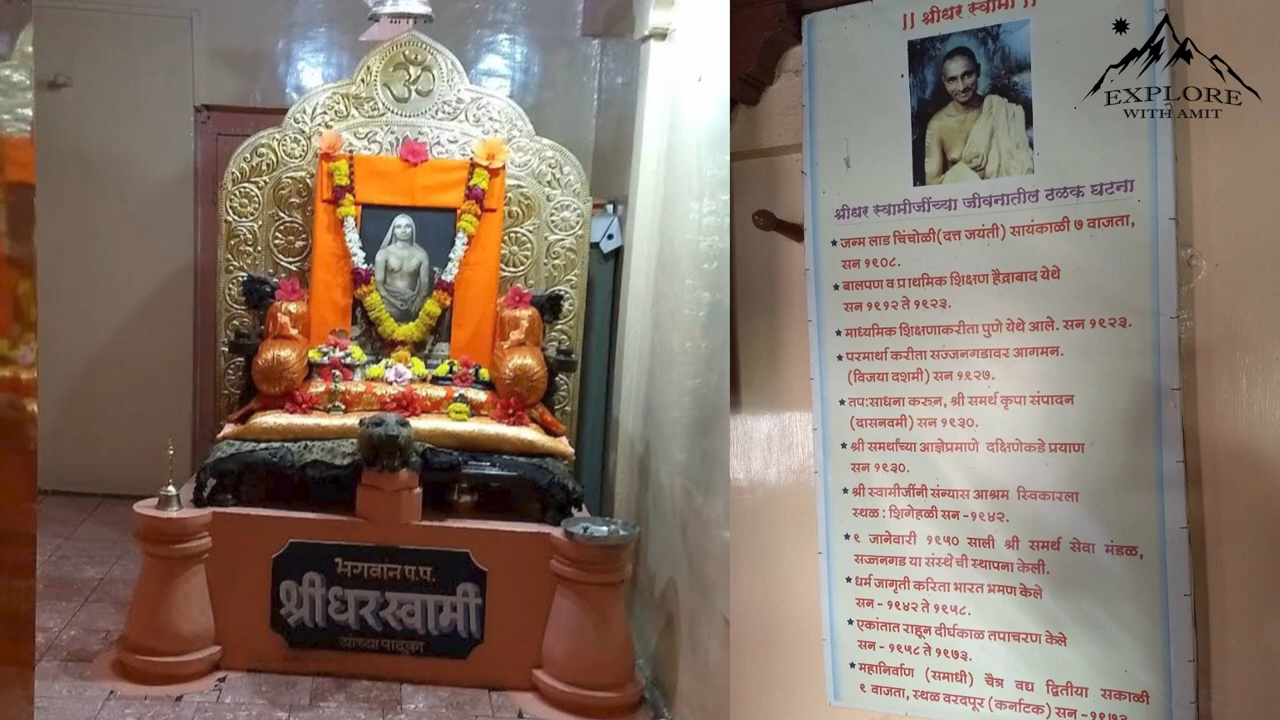 ॐ
भगवान प.प.
श्रीधर स्वामी
यांच्या पादुका
|| श्रीधर स्वामी ||
श्रीधर स्वामीजींच्या जीवनातील ठळक घटना
★ जन्म लाड चिंचोळी(दत्त जयंती) सायंकाळी ७ वाजता,
सन १९०८.
★ बालपण व प्राथमिक शिक्षण हैद्राबाद येथे
सन १९१२ ते १९२३.
★ माध्यमिक शिक्षणाकरीता पुणे येथे आले. सन १९२३.
★ परमार्था करीता सज्जनगडावर आगमन.
(विजया दशमी) सन १९२७.
★ तप:साधना करुन, श्री समर्थ कृपा संपादन
(दासनवमी) सन १९३०.
★ श्री समर्थांच्या आज्ञेप्रमाणे दक्षिणेकडे प्रयाण
सन १९३०.
★ श्री स्वामीजींनी संन्यास आश्रम स्विकारला
स्थळ : शिगेहळी सन -१९४२.
★ ९ जानेवारी १९५० साली श्री समर्थ सेवा मंडळ,
सज्जनगड या संस्थेची स्थापना केली.
★ धर्म जागृती करिता भारत भ्रमण केले
सन - १९४२ ते १९५८.
★ एकांतात राहून दीर्घकाळ तपाचरण केले
सन - १९५८ ते १९७३.
★ महानिर्वाण (समाधी) चैत्र वद्य द्वितीया सकाळी
९ वाजता, स्थळ वरदपूर (कर्नाटक) सन -१९७३
EXPLORE
WITH AMIT